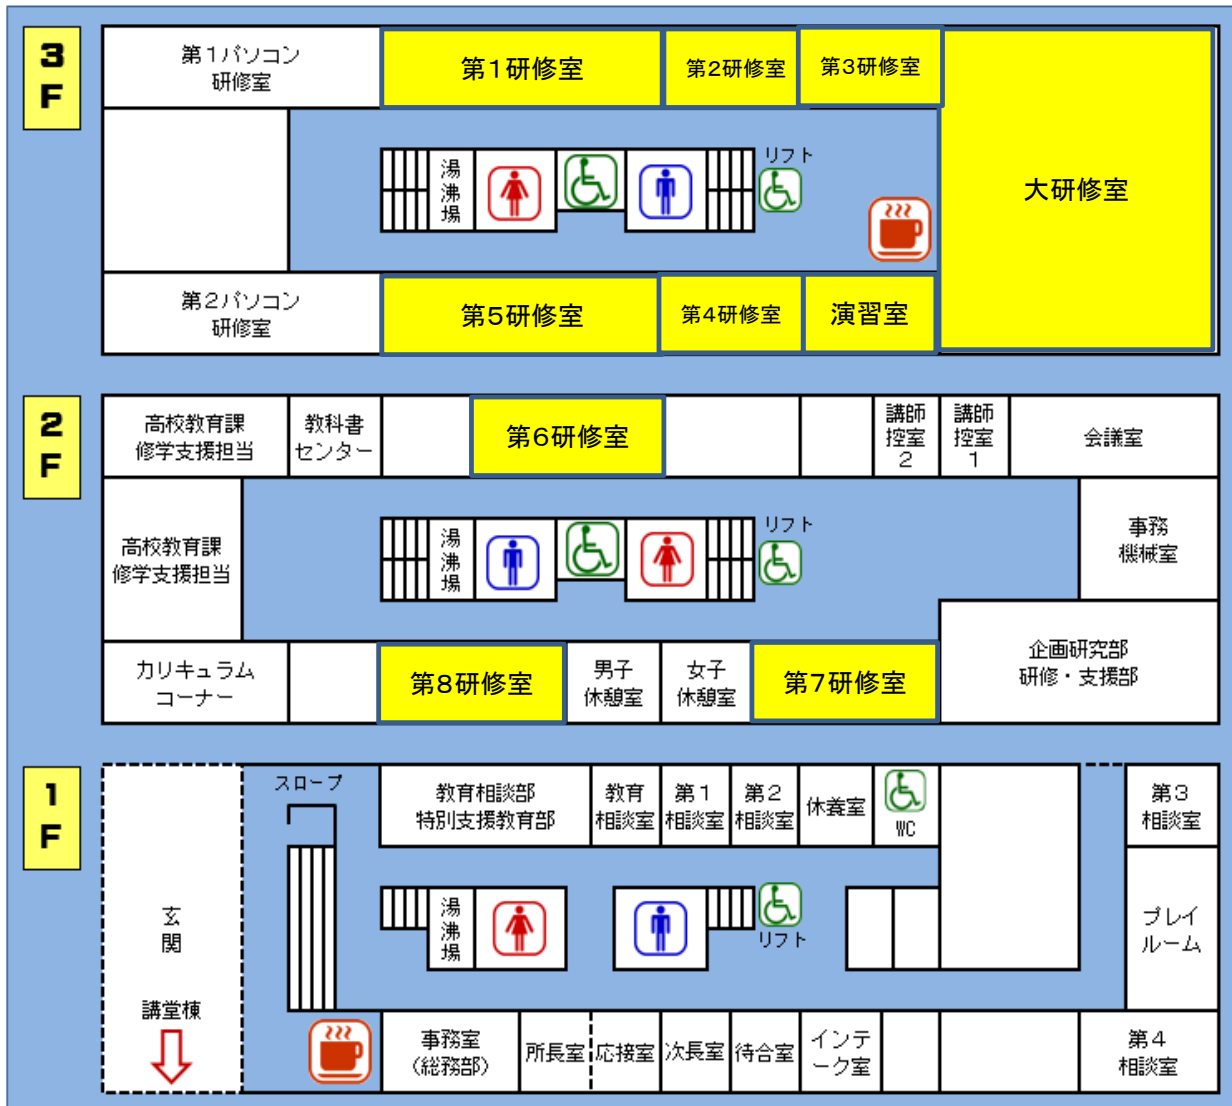 3
F
第1パソコン
研修室
第1研修室
第2研修室
第3研修室
大研修室
湯
沸
場
リフト
第2パソコン
研修室
第5研修室
第4研修室
演習室
2
F
高校教育課
修学支援担当
教科書
センター
第6研修室
講師
控室
2
講師
控室
1
会議室
高校教育課
修学支援担当
湯
沸
場
リフト
事務
機械室
カリキュラム
コーナー
第8研修室
男子
休憩室
女子
休憩室
第7研修室
企画研究部
研修・支援部
1
F
スロープ
教育相談部
特別支援教育部
教育
相談室
第1
相談室
第2
相談室
休養室
WC
第3
相談室
玄
関
湯
沸
場
リフト
プレイ
ルーム
講堂棟
事務室
(総務部)
所長室
応接室
次長室
待合室
インテ
ーク室
第4
相談室